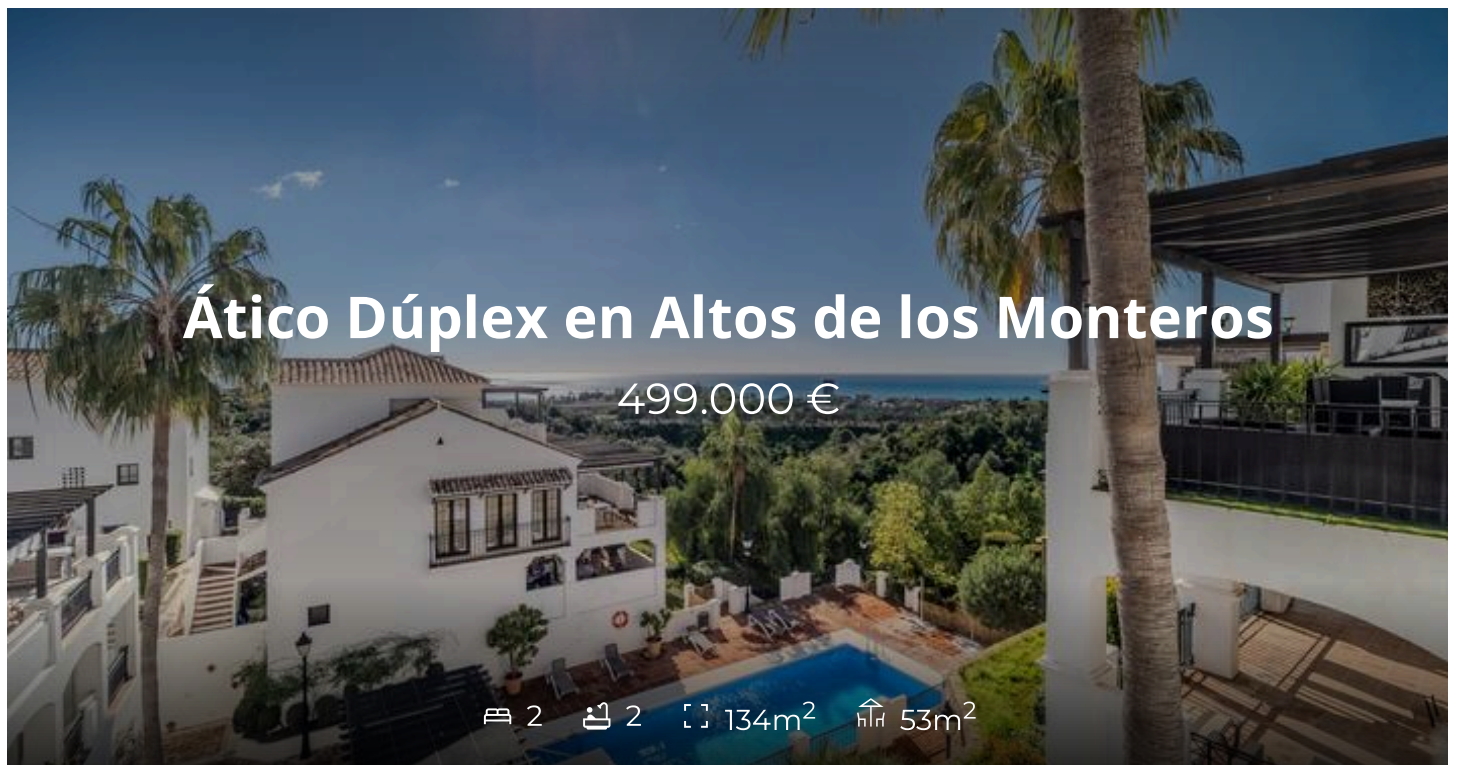 Ático Dúplex en Altos de los Monteros
499.000 €
2 2 134m² 53m²